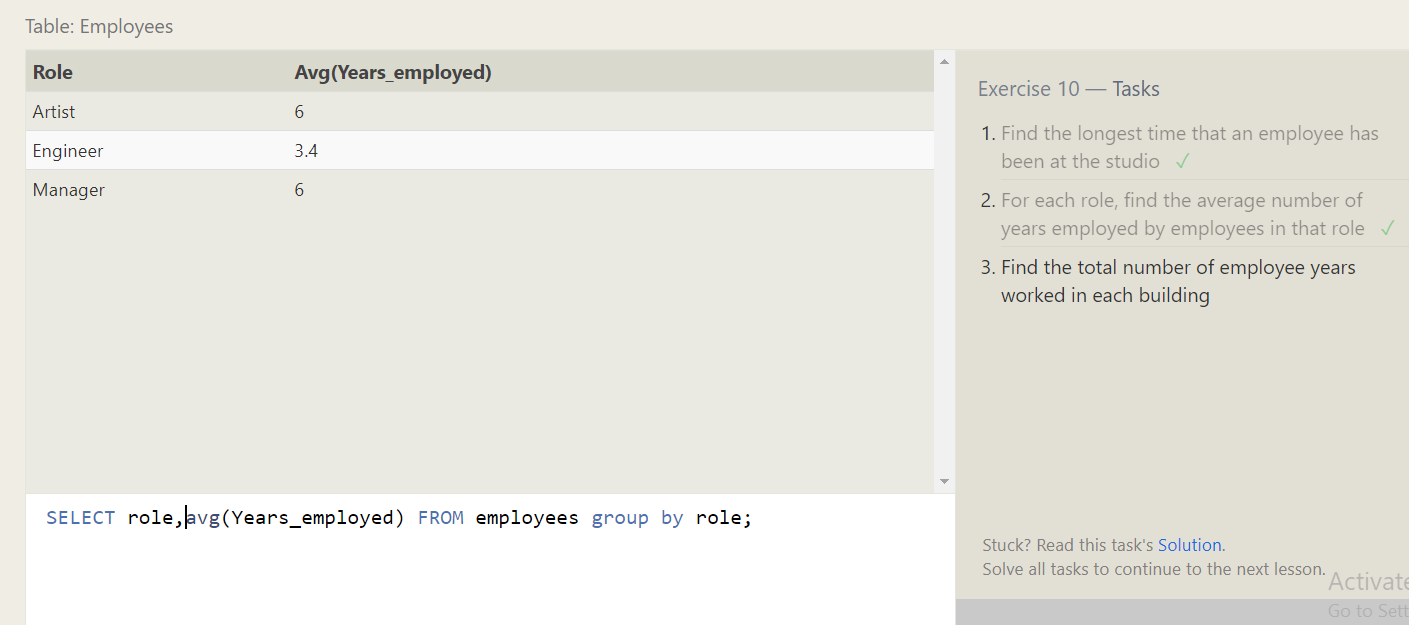 Table: Employees
Role Avg(Years_employed)
Artist 6
Engineer 3.4
Manager 6
SELECT role,avg(Years_employed) FROM employees group by role;
Exercise 10 — Tasks
1. Find the longest time that an employee has
been at the studio ✓
2. For each role, find the average number of
years employed by employees in that role ✓
3. Find the total number of employee years
worked in each building
Stuck? Read this task's Solution.
Solve all tasks to continue to the next lesson.
Activate
Go to Sett